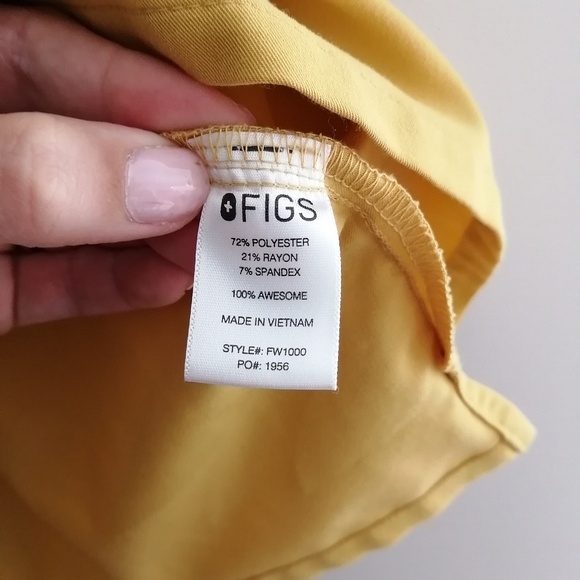 FIGS
72% POLYESTER
21% RAYON
7% SPANDEX
100% AWESOME
MADE IN VIETNAM
STYLE#: FW1000
PO#: 1956